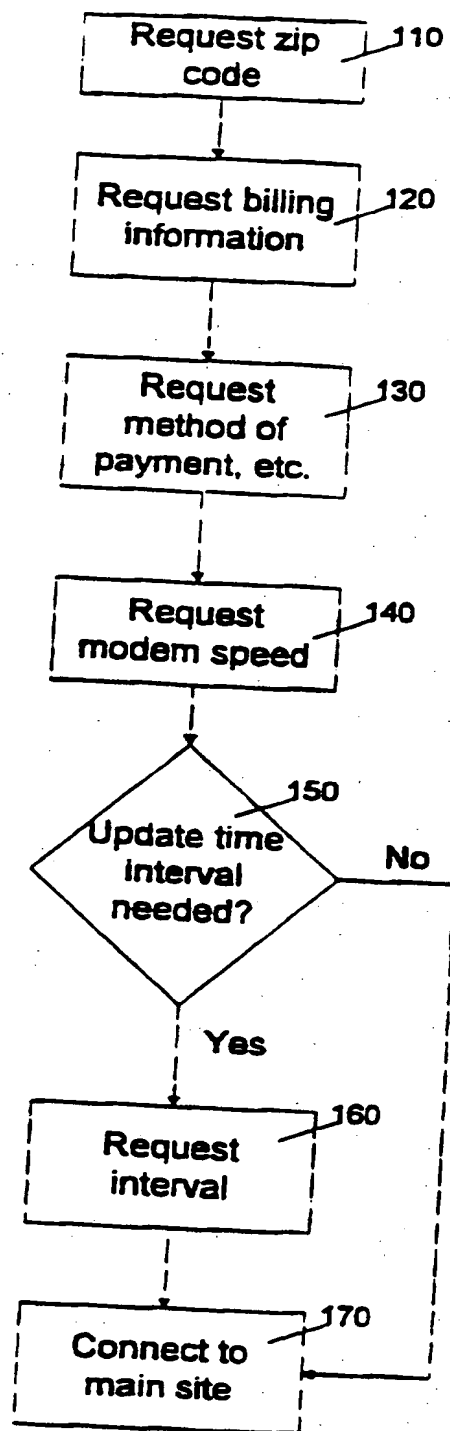 Request zip
code
110
Request billing
information
120
Request
method of
payment, etc.
130
Request
modem speed
140
Update time
interval
needed?
150
No
Yes
Request
interval
160
Connect to
main site
170